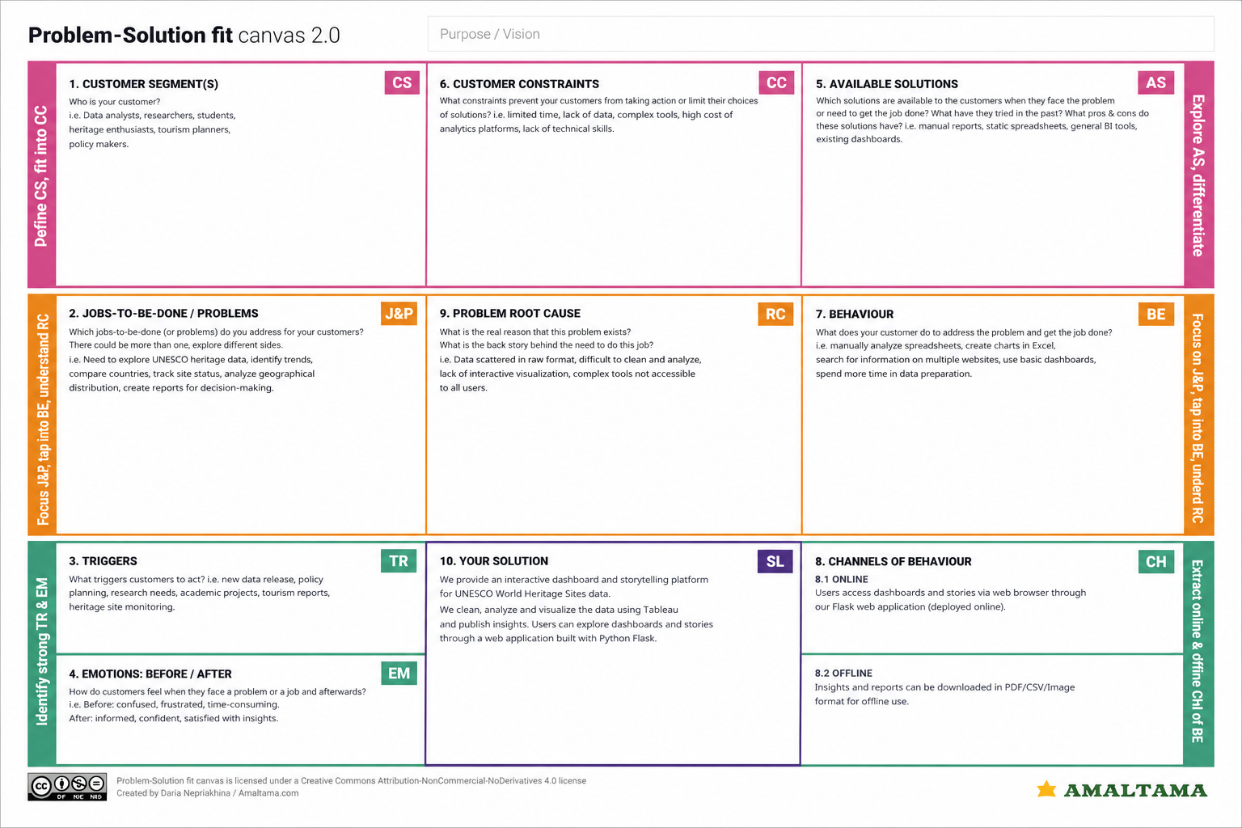 Problem-Solution fit canvas 2.0
Purpose / Vision
Define CS, fit into CC
1. CUSTOMER SEGMENT(S)
CS
Who is your customer?
i.e. Data analysts, researchers, students,
heritage enthusiasts, tourism planners,
policy makers.
6. CUSTOMER CONSTRAINTS
CC
What constraints prevent your customers from taking action or limit their choices
of solutions? i.e. limited time, lack of data, complex tools, high cost of
analytics platforms, lack of technical skills.
5. AVAILABLE SOLUTIONS
AS
Which solutions are available to the customers when they face the problem
or need to get the job done? What have they tried in the past? What pros & cons do
these solutions have? i.e. manual reports, static spreadsheets, general BI tools,
existing dashboards.
Explore AS, differentiate
Focus J&P, tap into BE, understand RC
2. JOBS-TO-BE-DONE / PROBLEMS
J&P
Which jobs-to-be-done (or problems) do you address for your customers?
There could be more than one, explore different sides.
i.e. Need to explore UNESCO heritage data, identify trends,
compare countries, track site status, analyze geographical
distribution, create reports for decision-making.
9. PROBLEM ROOT CAUSE
RC
What is the real reason that this problem exists?
What is the back story behind the need to do this job?
i.e. Data scattered in raw format, difficult to clean and analyze,
lack of interactive visualization, complex tools not accessible
to all users.
7. BEHAVIOUR
BE
What does your customer do to address the problem and get the job done?
i.e. manually analyze spreadsheets, create charts in Excel,
search for information on multiple websites, use basic dashboards,
spend more time in data preparation.
Focus on J&P, tap into BE, underd RC
Identify strong TR & EM
3. TRIGGERS
TR
What triggers customers to act? i.e. new data release, policy
planning, research needs, academic projects, tourism reports,
heritage site monitoring.
4. EMOTIONS: BEFORE / AFTER
EM
How do customers feel when they face a problem or a job and afterwards?
i.e. Before: confused, frustrated, time-consuming.
After: informed, confident, satisfied with insights.
10. YOUR SOLUTION
SL
We provide an interactive dashboard and storytelling platform
for UNESCO World Heritage Sites data.
We clean, analyze and visualize the data using Tableau
and publish insights. Users can explore dashboards and stories
through a web application built with Python Flask.
8. CHANNELS OF BEHAVIOUR
CH
8.1 ONLINE
Users access dashboards and stories via web browser through
our Flask web application (deployed online).
8.2 OFFLINE
Insights and reports can be downloaded in PDF/CSV/Image
format for offline use.
Extract online & dffine ChI of BE
cc
Problem-Solution fit canvas is licensed under a Creative Commons Attribution-NonCommercial-NoDerivatives 4.0 license
Created by Daria Nepriakhina / Amaltama.com
AMALTAMA